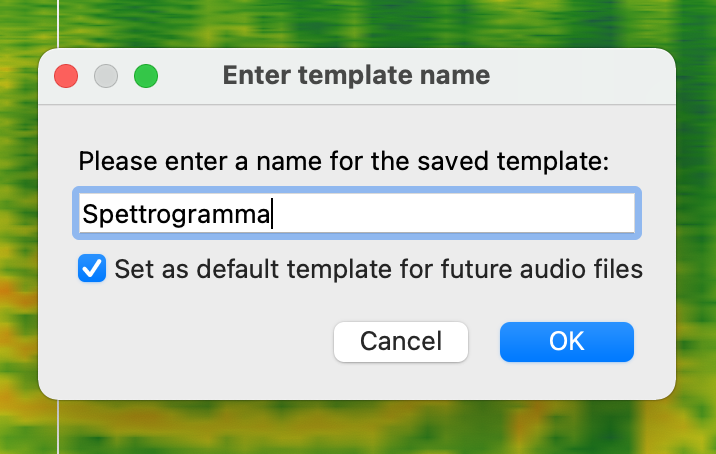 Enter template name
Please enter a name for the saved template:
Spettrogramma
Set as default template for future audio files
Cancel OK